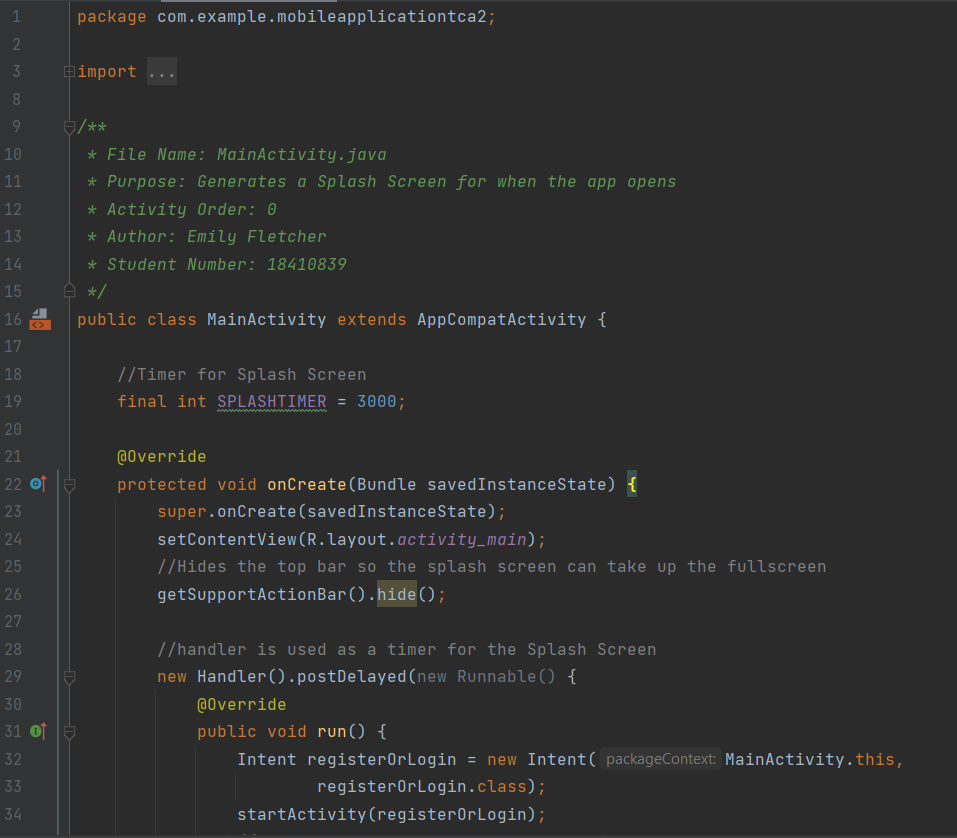 1 package com.example.mobileapplicationtca2;
2
3 import ...
8
9 /**
10 * File Name: MainActivity.java
11 * Purpose: Generates a Splash Screen for when the app opens
12 * Activity Order: 0
13 * Author: Emily Fletcher
14 * Student Number: 18410839
15 */
16 public class MainActivity extends AppCompatActivity {
17
18 //Timer for Splash Screen
19 final int SPLASHTIMER = 3000;
20
21 @Override
22 protected void onCreate(Bundle savedInstanceState) {
23 super.onCreate(savedInstanceState);
24 setContentView(R.layout.activity_main);
25 //Hides the top bar so the splash screen can take up the fullscreen
26 getSupportActionBar().hide();
27
28 //handler is used as a timer for the Splash Screen
29 new Handler().postDelayed(new Runnable() {
30 @Override
31 public void run() {
32 Intent registerOrLogin = new Intent( packageContext: MainActivity.this,
33 registerOrLogin.class);
34 startActivity(registerOrLogin);